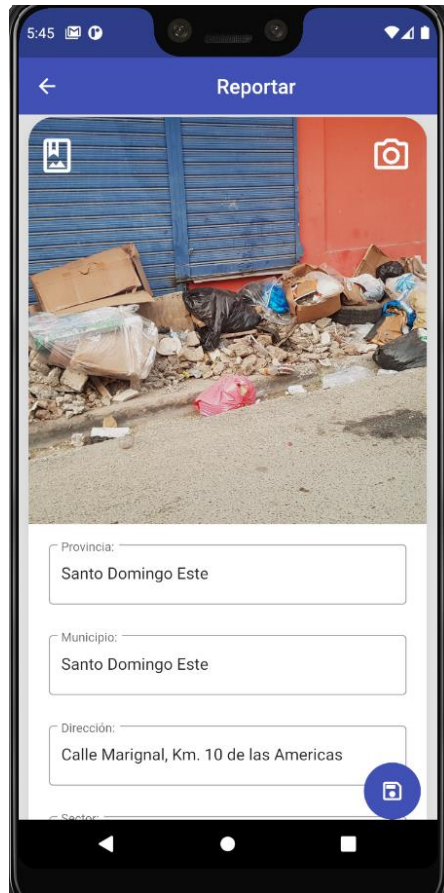 5:45
Reportar
Provincia:
Santo Domingo Este
Municipio:
Santo Domingo Este
Dirección:
Calle Marignal, Km. 10 de las Americas
Sector: